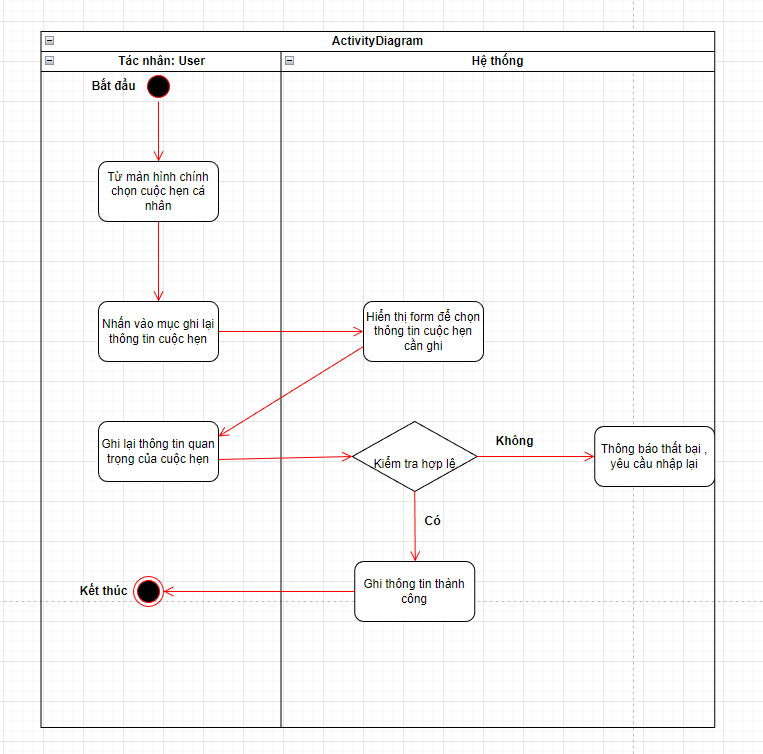 ActivityDiagram
Tác nhân: User
Hệ thống
Bắt đầu
Từ màn hình chính
chọn cuộc hẹn cá
nhân
Nhấn vào mục ghi lại
thông tin cuộc hẹn
Hiển thị form để chọn
thông tin cuộc hẹn
cần ghi
Ghi lại thông tin quan
trọng của cuộc hẹn
Kiểm tra hợp lệ
Không
Thông báo thất bại ,
yêu cầu nhập lại
Có
Ghi thông tin thành
công
Kết thúc